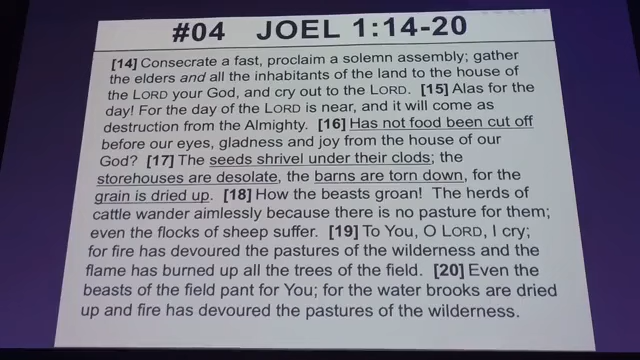 #04 JOEL 1:14-20
[14] Consecrate a fast, proclaim a solemn assembly; gather
the elders and all the inhabitants of the land to the house of
the LORD your God, and cry out to the LORD. [15] Alas for the
day! For the day of the LORD is near, and it will come as
destruction from the Almighty. [16] Has not food been cut off
before our eyes, gladness and joy from the house of our
God? [17] The seeds shrivel under their clods; the
storehouses are desolate, the barns are torn down, for the
grain is dried up. [18] How the beasts groan! The herds of
cattle wander aimlessly because there is no pasture for them;
even the flocks of sheep suffer. [19] To You, O LORD, I cry;
for fire has devoured the pastures of the wilderness and the
flame has burned up all the trees of the field. [20] Even the
beasts of the field pant for You; for the water brooks are dried
up and fire has devoured the pastures of the wilderness.